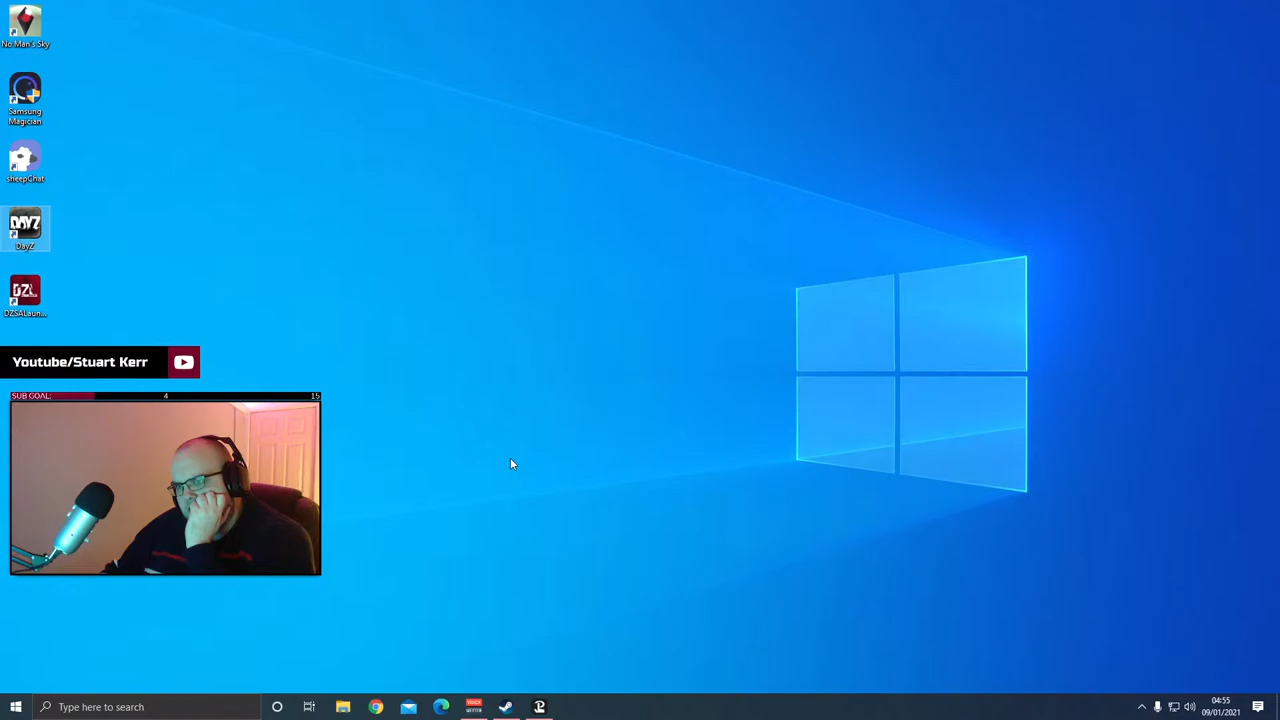 No Man's Sky
Samsung
Magician
sheepChat
DAYZ
DayZ
DZL
DZSALaun...
Youtube/Stuart Kerr
SUB GOAL: 4 15
Type here to search
04:55
09/01/2021